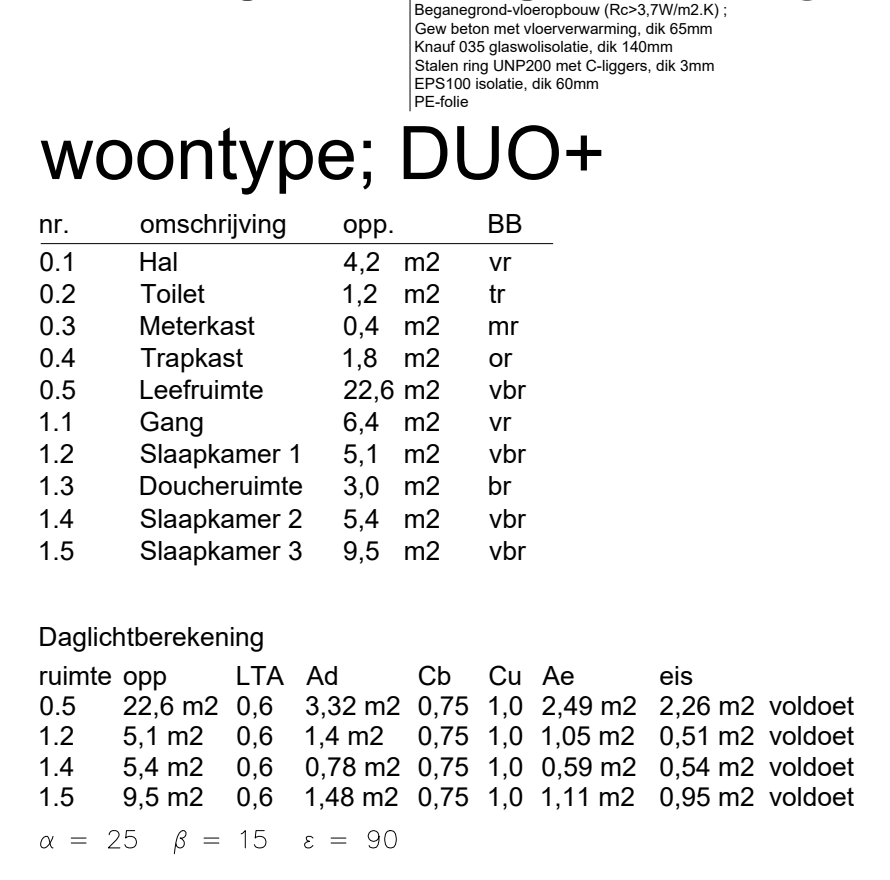 Beganegrond-vloeropbouw (Rc>3,7W/m2.K) ;
Gew beton met vloerverwarming, dik 65mm
Knauf 035 glaswolisolatie, dik 140mm
Stalen ring UNP200 met C-liggers, dik 3mm
EPS100 isolatie, dik 60mm
PE-folie
woontype; DUO+
nr. omschrijving opp. BB
0.1 Hal 4,2 m2 vr
0.2 Toilet 1,2 m2 tr
0.3 Meterkast 0,4 m2 mr
0.4 Trapkast 1,8 m2 or
0.5 Leefruimte 22,6 m2 vbr
1.1 Gang 6,4 m2 vr
1.2 Slaapkamer 1 5,1 m2 vbr
1.3 Doucheruimte 3,0 m2 br
1.4 Slaapkamer 2 5,4 m2 vbr
1.5 Slaapkamer 3 9,5 m2 vbr
Daglichtberekening
ruimte opp LTA Ad Cb Cu Ae eis
0.5 22,6 m2 0,6 3,32 m2 0,75 1,0 2,49 m2 2,26 m2 voldoet
1.2 5,1 m2 0,6 1,4 m2 0,75 1,0 1,05 m2 0,51 m2 voldoet
1.4 5,4 m2 0,6 0,78 m2 0,75 1,0 0,59 m2 0,54 m2 voldoet
1.5 9,5 m2 0,6 1,48 m2 0,75 1,0 1,11 m2 0,95 m2 voldoet
α = 25 β = 15 ε = 90